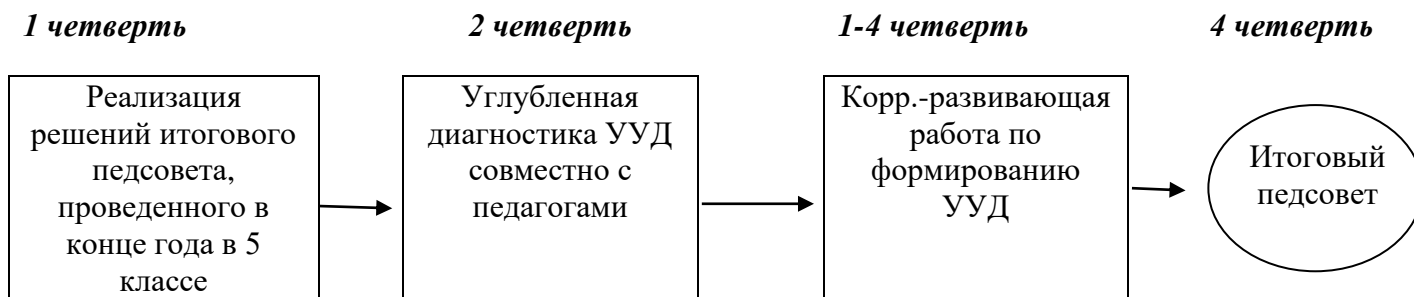 1 четверть
2 четверть
1-4 четверть
4 четверть
Реализация
решений итогового
педсовета,
проведенного в
конце года в 5
классе
Углубленная
диагностика УУД
совместно с
педагогами
Корр.-развивающая
работа по
формированию
УУД
Итоговый
педсовет